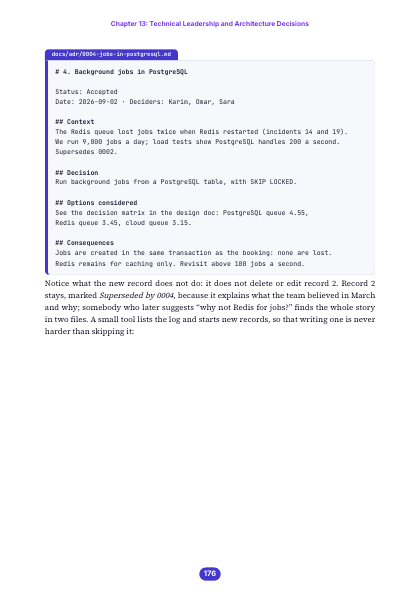 Chapter 13: Technical Leadership and Architecture Decisions
docs/adr/0004-jobs-in-postgresql.md
# 4. Background jobs in PostgreSQL
Status: Accepted
Date: 2026-09-02 · Deciders: Karim, Omar, Sara
## Context
The Redis queue lost jobs twice when Redis restarted (incidents 14 and 19).
We run 9,000 jobs a day; load tests show PostgreSQL handles 200 a second.
Supersedes 0002.
## Decision
Run background jobs from a PostgreSQL table, with SKIP LOCKED.
## Options considered
See the decision matrix in the design doc: PostgreSQL queue 4.55,
Redis queue 3.45, cloud queue 3.15.
## Consequences
Jobs are created in the same transaction as the booking: none are lost.
Redis remains for caching only. Revisit above 100 jobs a second.
Notice what the new record does not do: it does not delete or edit record 2. Record 2
stays, marked Superseded by 0004, because it explains what the team believed in March
and why; somebody who later suggests “why not Redis for jobs?” finds the whole story
in two files. A small tool lists the log and starts new records, so that writing one is never
harder than skipping it:
176